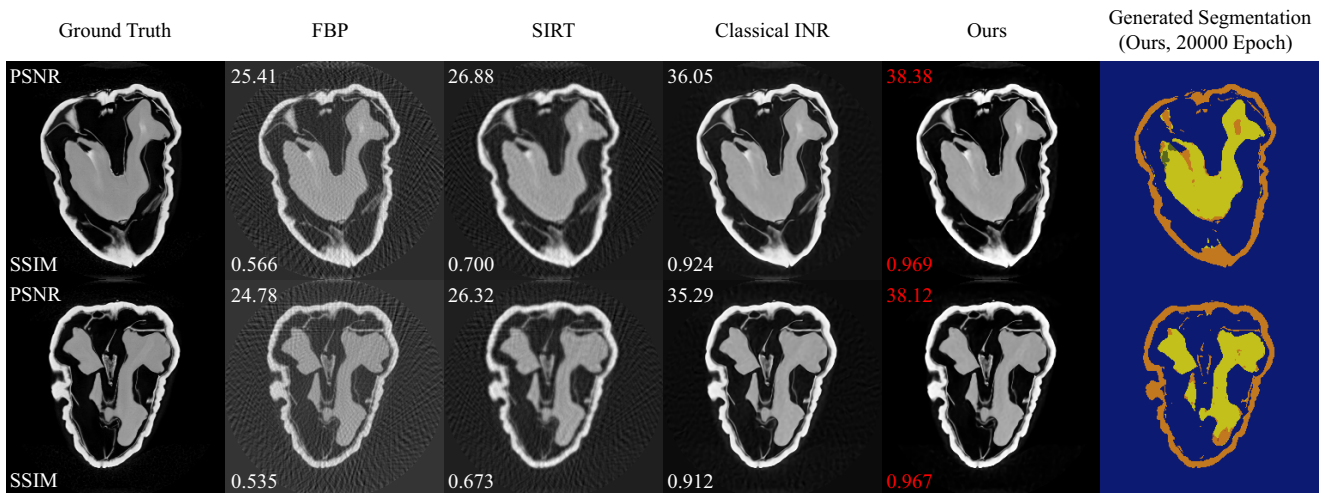 Ground Truth
FBP
SIRT
Classical INR
Ours
Generated Segmentation
(Ours, 20000 Epoch)
PSNR
25.41
26.88
36.05
38.38
SSIM
0.566
0.700
0.924
0.969
PSNR
24.78
26.32
35.29
38.12
SSIM
0.535
0.673
0.912
0.967